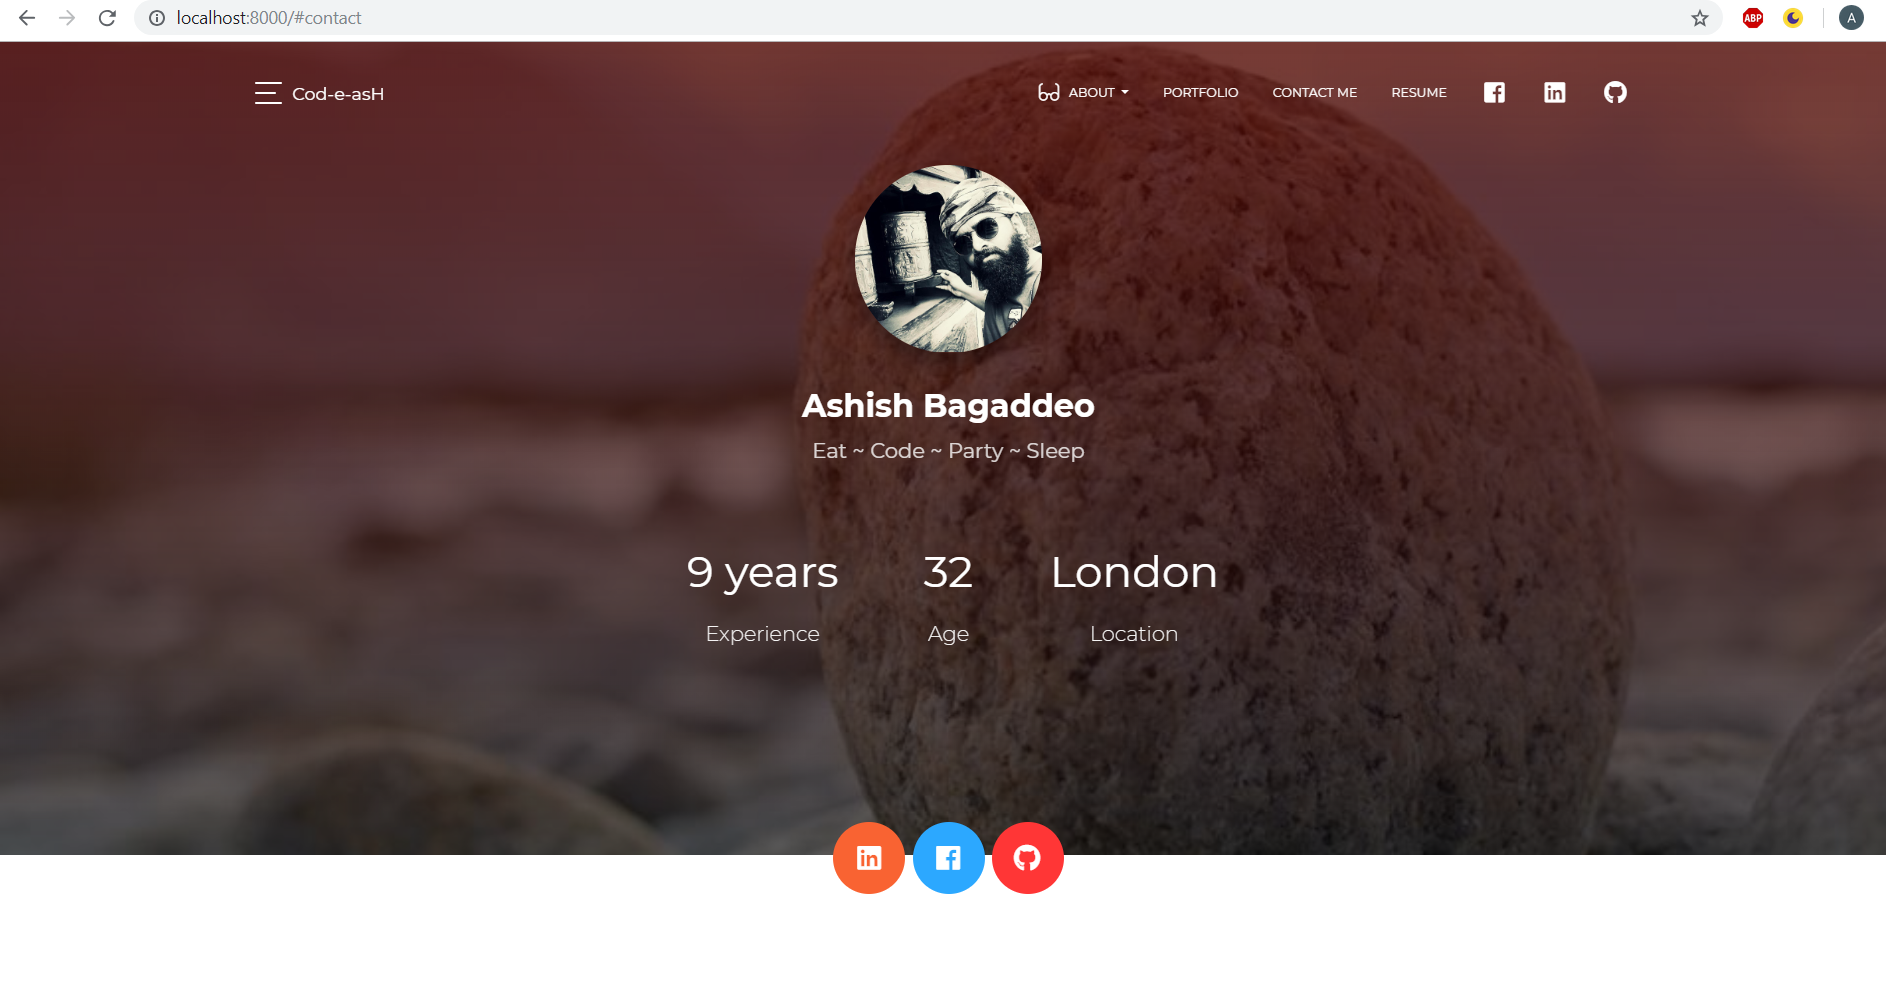 localhost:8000/#contact
ABP
A
Cod-e-asH
ABOUT
PORTFOLIO
CONTACT ME
RESUME
Ashish Bagaddeo
Eat ~ Code ~ Party ~ Sleep
9 years
32
London
Experience
Age
Location